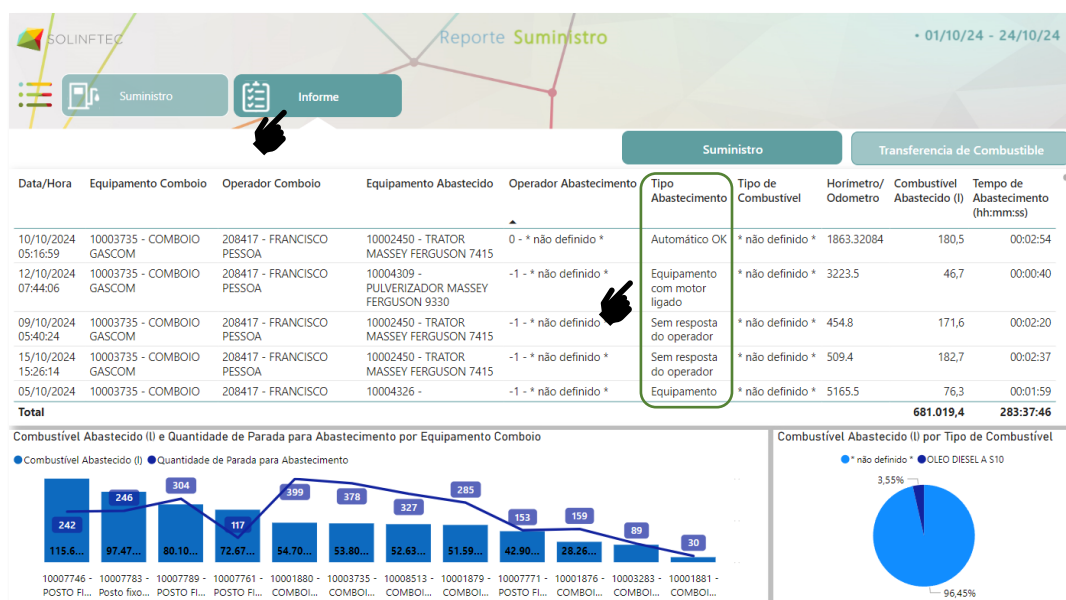 SOLINFTEC
Reporte Suministro
• 01/10/24 - 24/10/24
Suministro
Informe
Suministro
Transferencia de Combustible
Data/Hora Equipamento Comboio Operador Comboio Equipamento Abastecido Operador Abastecimento Tipo Tipo de Horímetro/ Combustível Tempo de
Abastecimento Combustível Odometro Abastecido (l) Abastecimento
(hh:mm:ss)
10/10/2024 10003735 - COMBOIO 208417 - FRANCISCO 10002450 - TRATOR 0 - * não definido * Automático OK * não definido * 1863.32084 180,5 00:02:54
05:16:59 GASCOM PESSOA MASSEY FERGUSON 7415
12/10/2024 10003735 - COMBOIO 208417 - FRANCISCO 10004309 - -1 - * não definido * Equipamento * não definido * 3223.5 46,7 00:00:40
07:44:06 GASCOM PESSOA PULVERIZADOR MASSEY com motor
FERGUSON 9330 ligado
09/10/2024 10003735 - COMBOIO 208417 - FRANCISCO 10002450 - TRATOR -1 - * não definido Sem resposta * não definido * 454.8 171,6 00:02:20
05:40:24 GASCOM PESSOA MASSEY FERGUSON 7415 do operador
15/10/2024 10003735 - COMBOIO 208417 - FRANCISCO 10002450 - TRATOR -1 - * não definido * Sem resposta * não definido * 509.4 182,7 00:02:37
15:26:14 GASCOM PESSOA MASSEY FERGUSON 7415 do operador
05/10/2024 10003735 - COMBOIO 208417 - FRANCISCO 10004326 - -1 - * não definido * Equipamento * não definido * 5165.5 76,3 00:01:59
Total 681.019,4 283:37:46
Combustível Abastecido (l) e Quantidade de Parada para Abastecimento por Equipamento Comboio
Combustível Abastecido (l) Quantidade de Parada para Abastecimento
242 246 304 117 399 378 327 285 153 159 89 30
115.6... 97.47... 80.10... 72.67... 54.70... 53.80... 52.63... 51.59... 42.90... 28.26...
10007746 - 10007783 - 10007789 - 10007761 - 10001880 - 10003735 - 10008513 - 10001879 - 10007771 - 10001876 - 10003283 - 10001881 -
POSTO FI... Posto fixo... POSTO FI... POSTO FI... COMBOI... COMBOI... COMBOI... COMBOI... POSTO FI... COMBOI... COMBOI... COMBOI...
Combustível Abastecido (l) por Tipo de Combustível
* não definido * OLEO DIESEL A S10
3,55%
96,45%